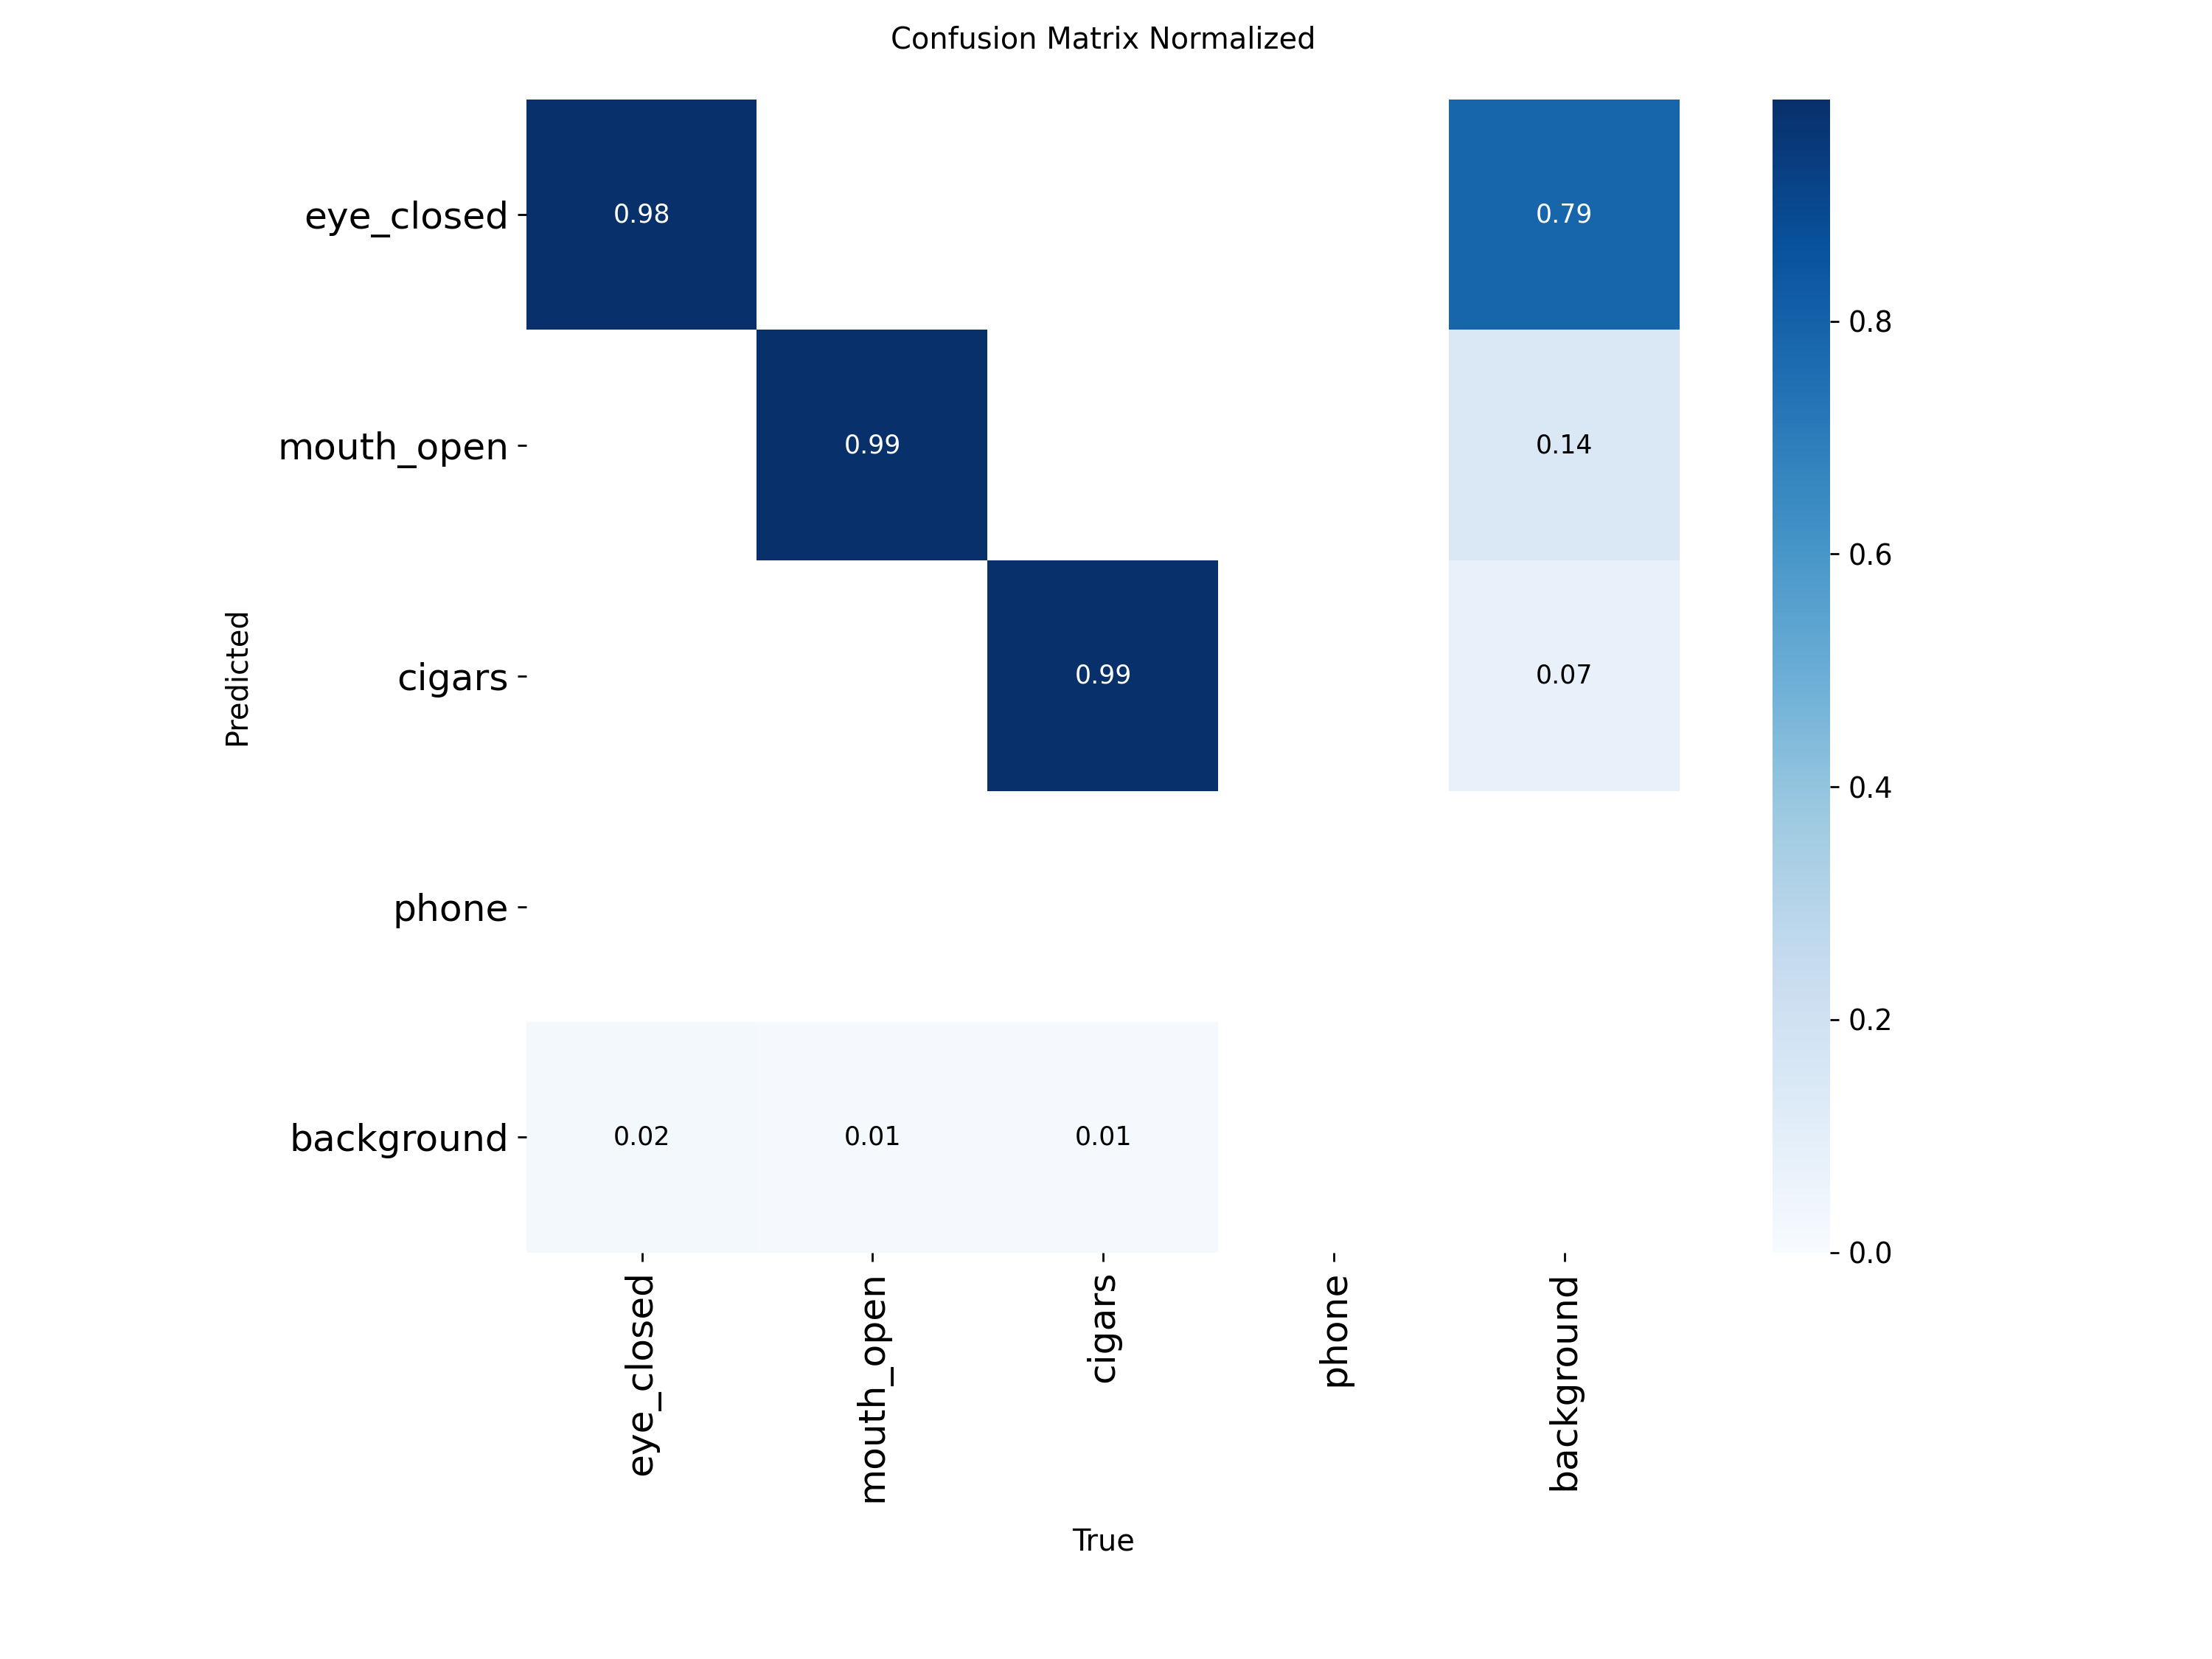 Confusion Matrix Normalized
eye_closed
0.98
0.79
mouth_open
0.99
0.14
cigars
0.99
0.07
phone
background
0.02
0.01
0.01
Predicted
eye_closed
mouth_open
cigars
phone
background
True
0.8
0.6
0.4
0.2
0.0